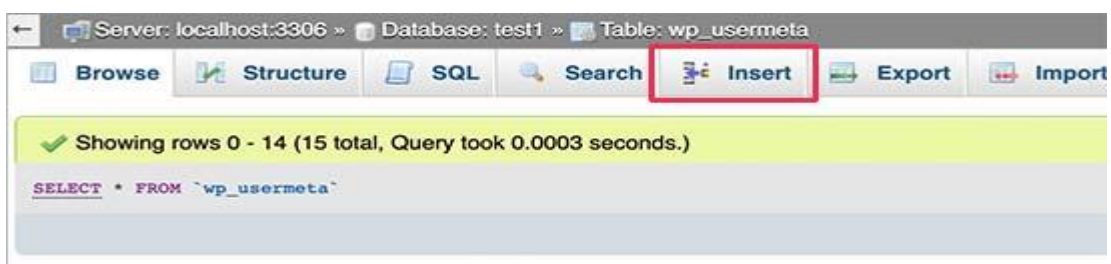 ← Server: localhost:3306 » Database: test1 » Table: wp_usermeta
Browse Structure SQL Search Insert Export Import
Showing rows 0 - 14 (15 total, Query took 0.0003 seconds.)
SELECT * FROM `wp_usermeta`